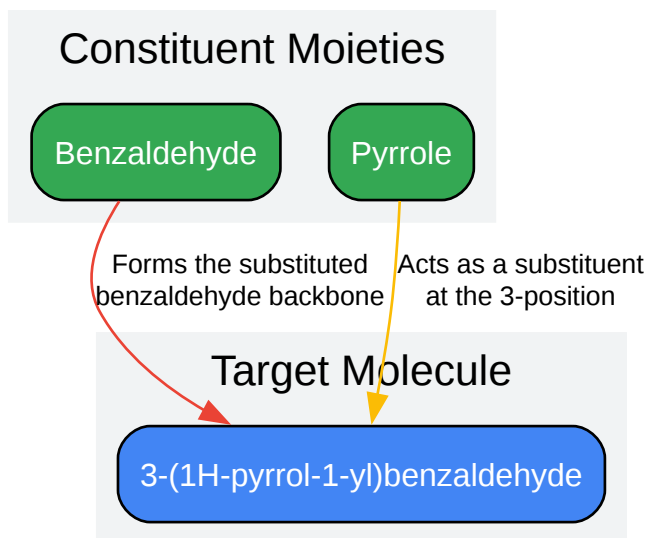 Constituent Moieties
Benzaldehyde
Pyrrole
Forms the substituted
benzaldehyde backbone
Acts as a substituent
at the 3-position
Target Molecule
3-(1H-pyrrol-1-yl)benzaldehyde